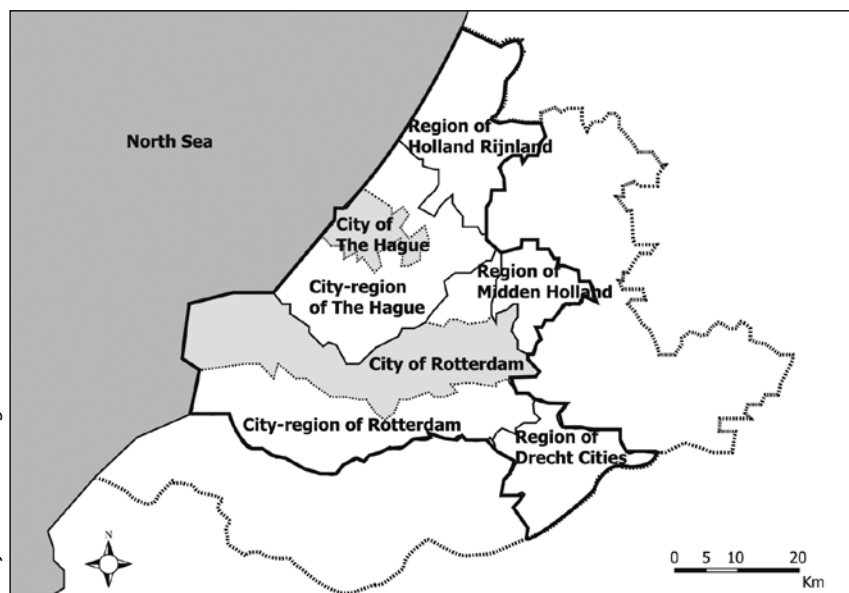 North Sea
Region of
Holland Rijnland
City of
The Hague
Region of
Midden Holland
City-region
of The Hague
City of Rotterdam
City-region of Rotterdam
Region of
Drecht Cities
N
0 5 10 20
Km